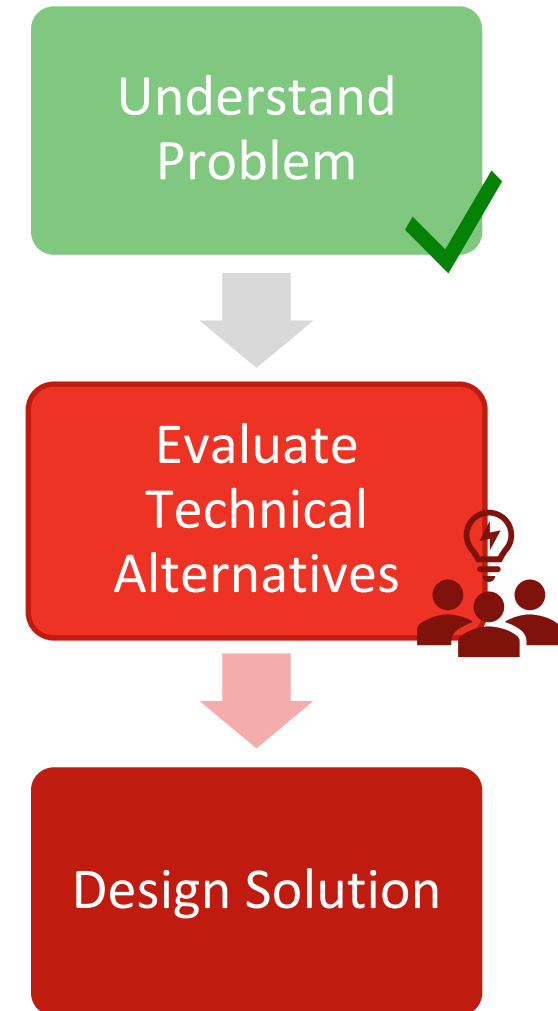 Understand
Problem
Evaluate
Technical
Alternatives
Design Solution